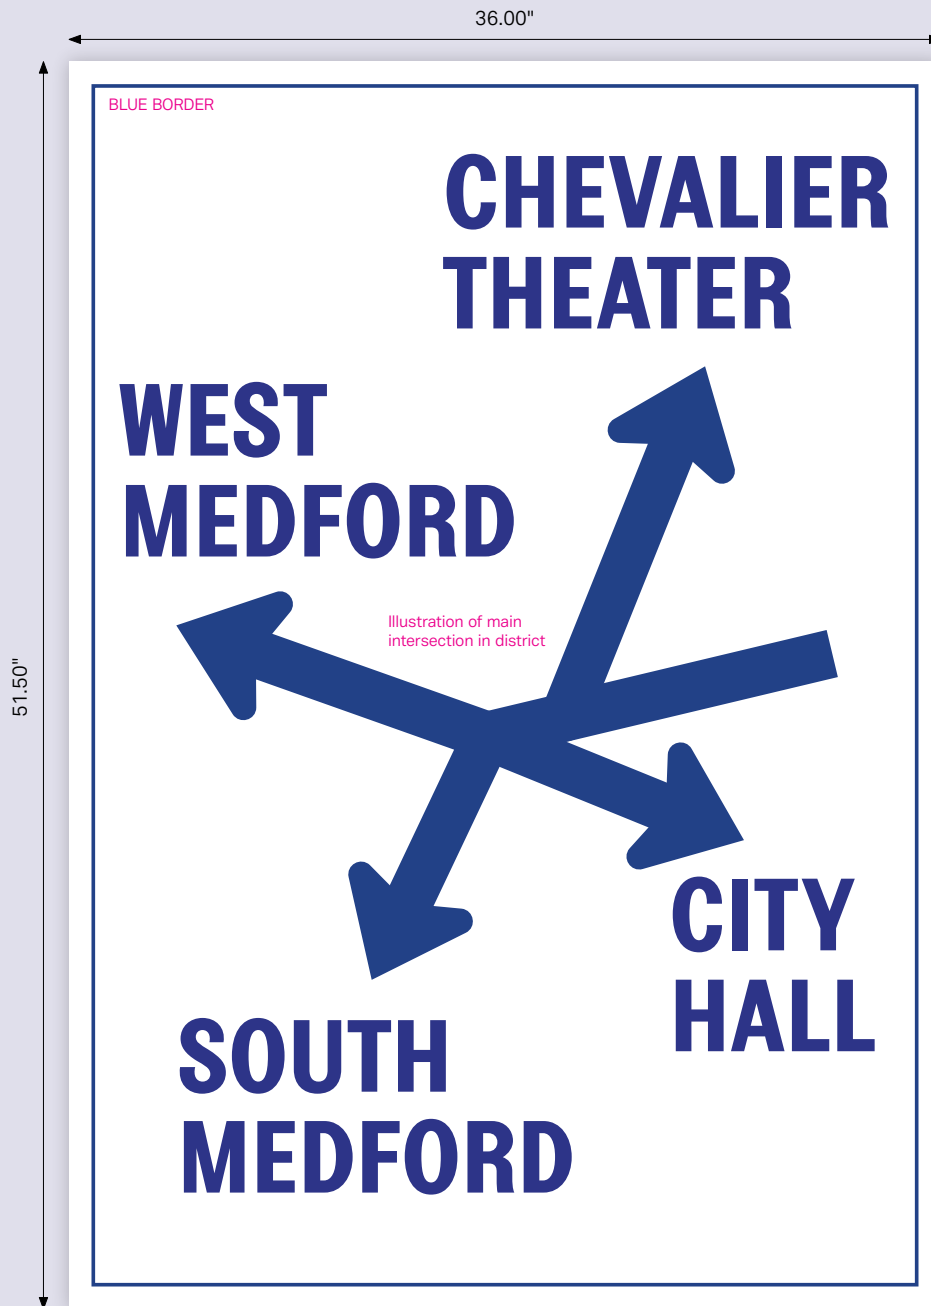 36.00"
BLUE BORDER
CHEVALIER
THEATER
WEST
MEDFORD
Illustration of main
intersection in district
51.50"
CITY
HALL
SOUTH
MEDFORD